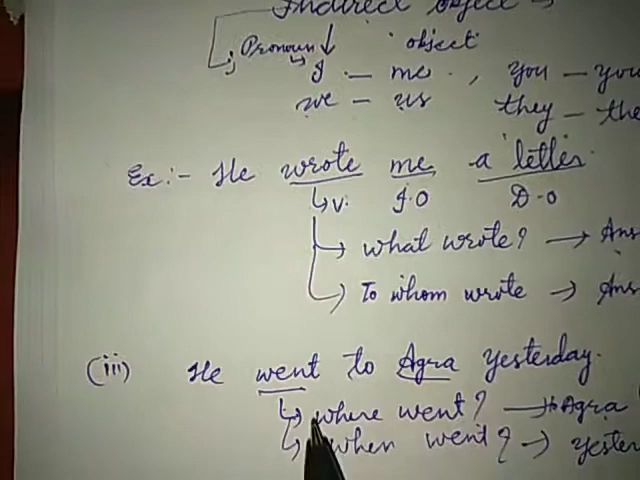 Indirect object →
Pronoun ↓ object
I — me , you — you
we — us they — the
Ex:- He wrote me a letter.
↳ V. I.O D.O
→ what wrote? → Ans
→ To whom wrote → Ans
(iii) He went to Agra yesterday.
↳ where went? → Agra
↳ when went? → yester